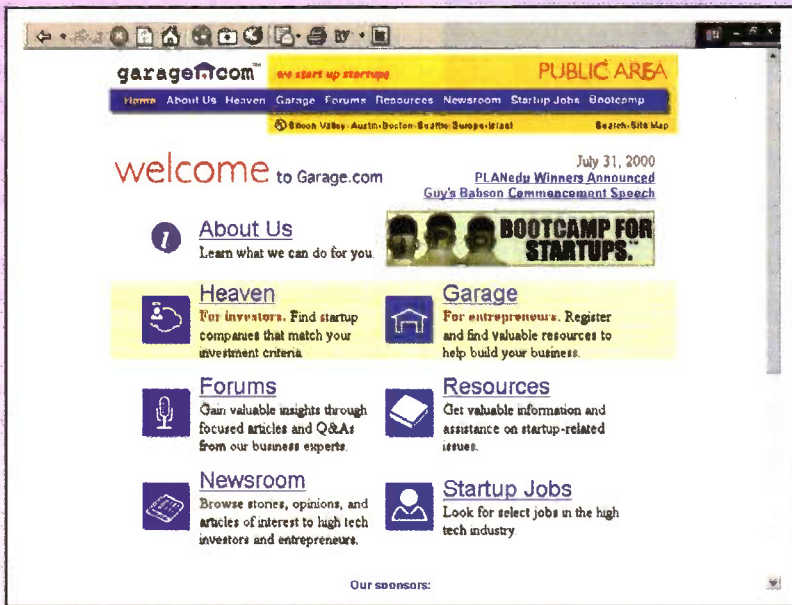 garage.com™ we start up startups PUBLIC AREA
Home About Us Heaven Garage Forums Resources Newsroom Startup Jobs Bootcamp
Silicon Valley·Austin·Boston·Seattle·Europe·Israel Search·Site Map
welcome to Garage.com
July 31, 2000
PLANedu Winners Announced
Guy's Babson Commencement Speech
i
About Us
Learn what we can do for you.
BOOTCAMP FOR
STARTUPS.™
Heaven
For investors. Find startup
companies that match your
investment criteria
Garage
For entrepreneurs. Register
and find valuable resources to
help build your business.
Forums
Gain valuable insights through
focused articles and Q&As
from our business experts.
Resources
Get valuable information and
assistance on startup-related
issues.
Newsroom
Browse stories, opinions, and
articles of interest to high tech
investors and entrepreneurs.
Startup Jobs
Look for select jobs in the high
tech industry.
Our sponsors: